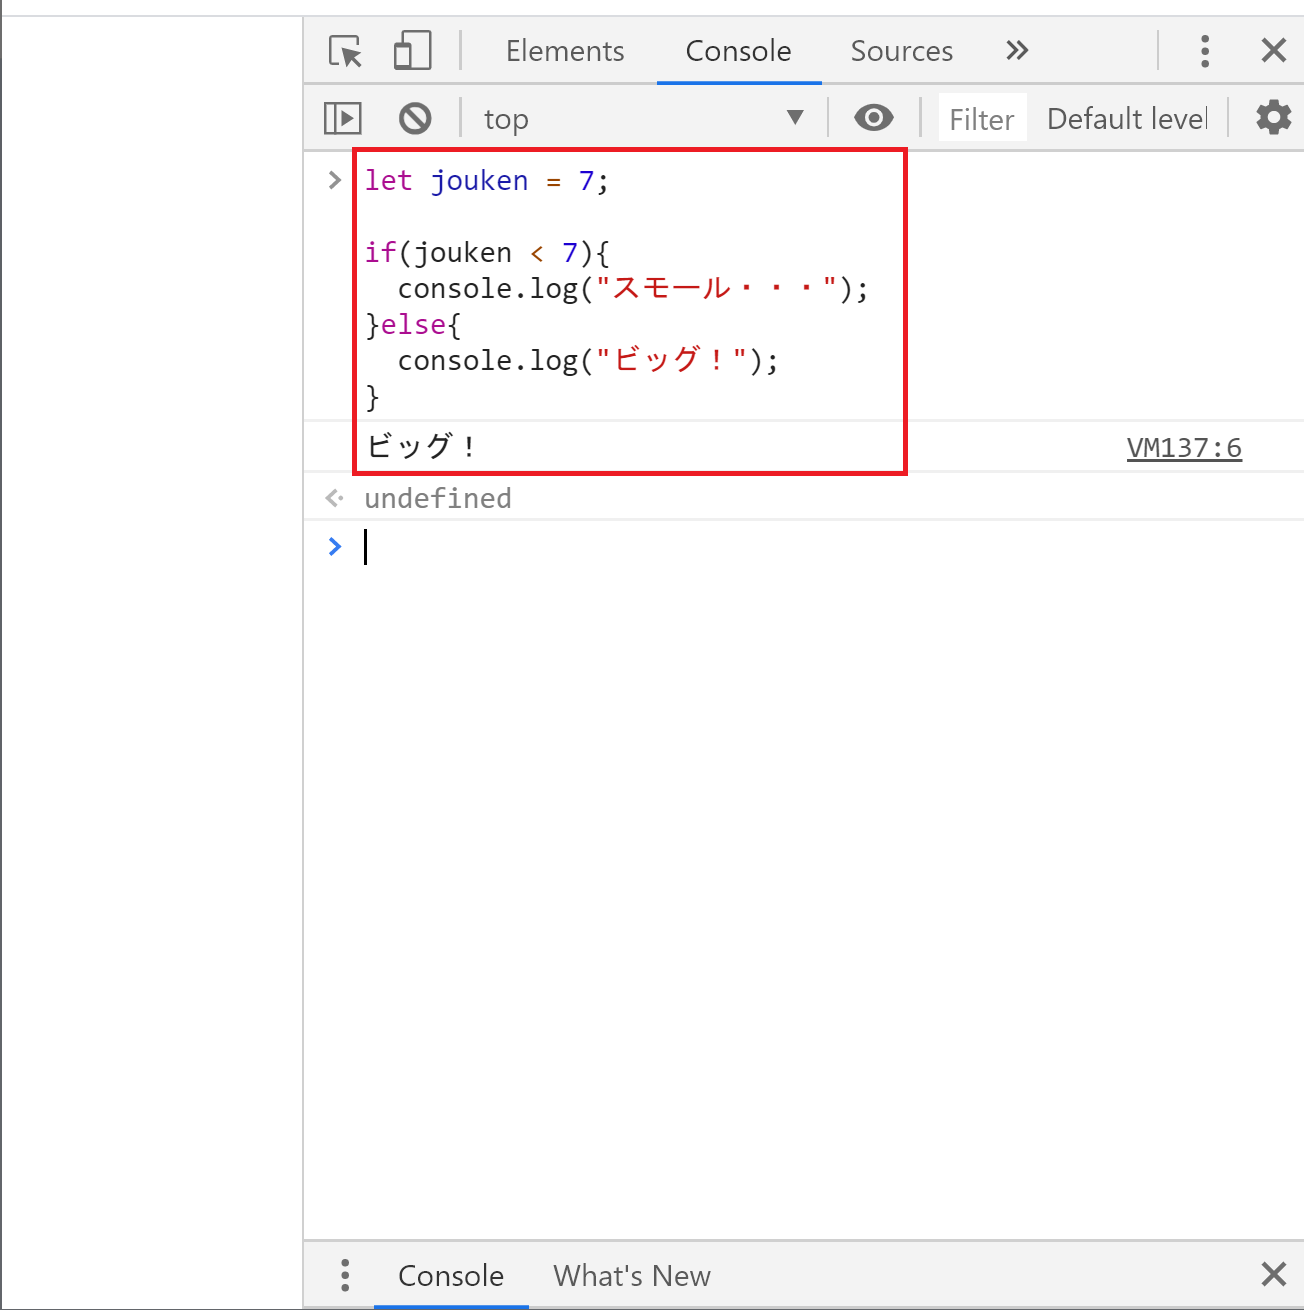 Elements Console Sources
top Filter Default level
let jouken = 7;
if(jouken < 7){
  console.log("スモール・・・");
}else{
  console.log("ビッグ！");
}
ビッグ！ VM137:6
undefined
Console What's New